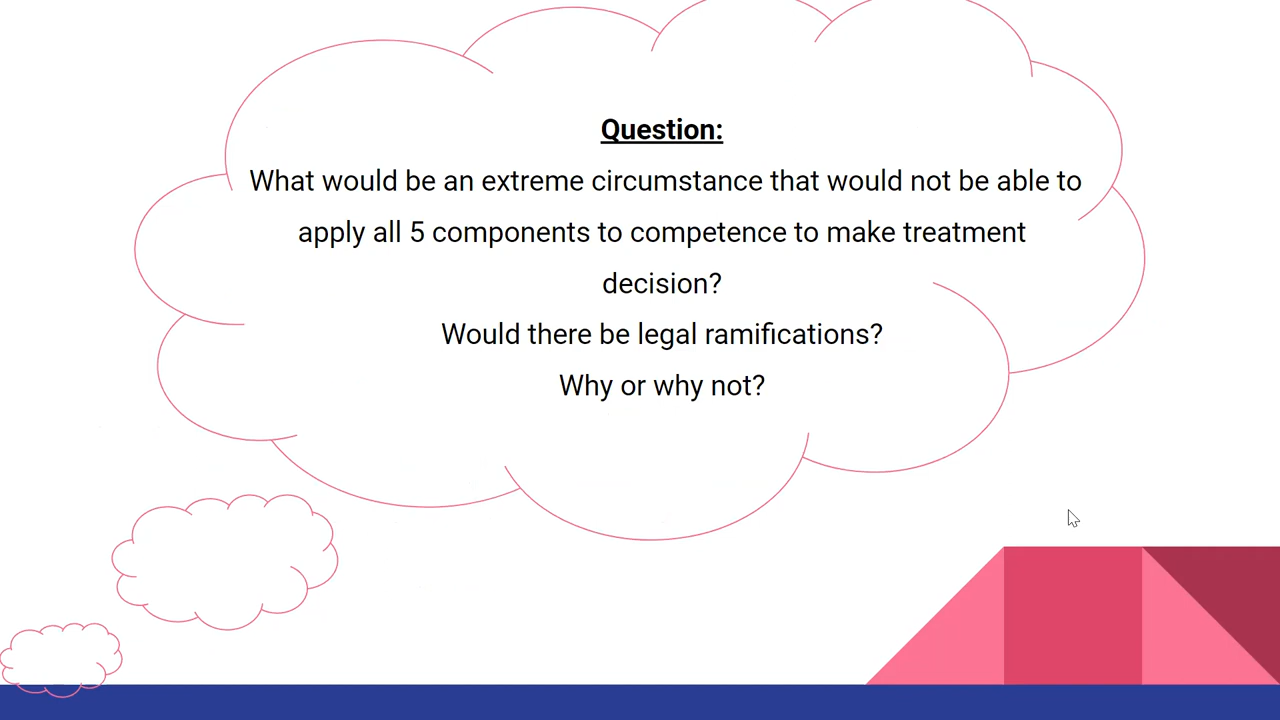 Question:
What would be an extreme circumstance that would not be able to
apply all 5 components to competence to make treatment
decision?
Would there be legal ramifications?
Why or why not?